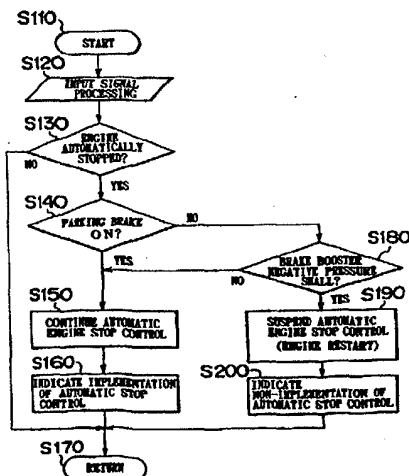 S110
START
S120
INPUT SIGNAL
PROCESSING
S130
ENGINE
AUTOMATICALLY
STOPPED?
NO
YES
S140
PARKING BRAKE
ON?
NO
YES
S180
BRAKE BOOSTER
NEGATIVE PRESSURE
SMALL?
NO
YES
S150
CONTINUE AUTOMATIC
ENGINE STOP CONTROL
S190
SUSPEND AUTOMATIC
ENGINE STOP CONTROL
(ENGINE RESTART)
S160
INDICATE IMPLEMENTATION
OF AUTOMATIC STOP
CONTROL
S200
INDICATE
NON-IMPLEMENTATION OF
AUTOMATIC STOP CONTROL
S170
RETURN